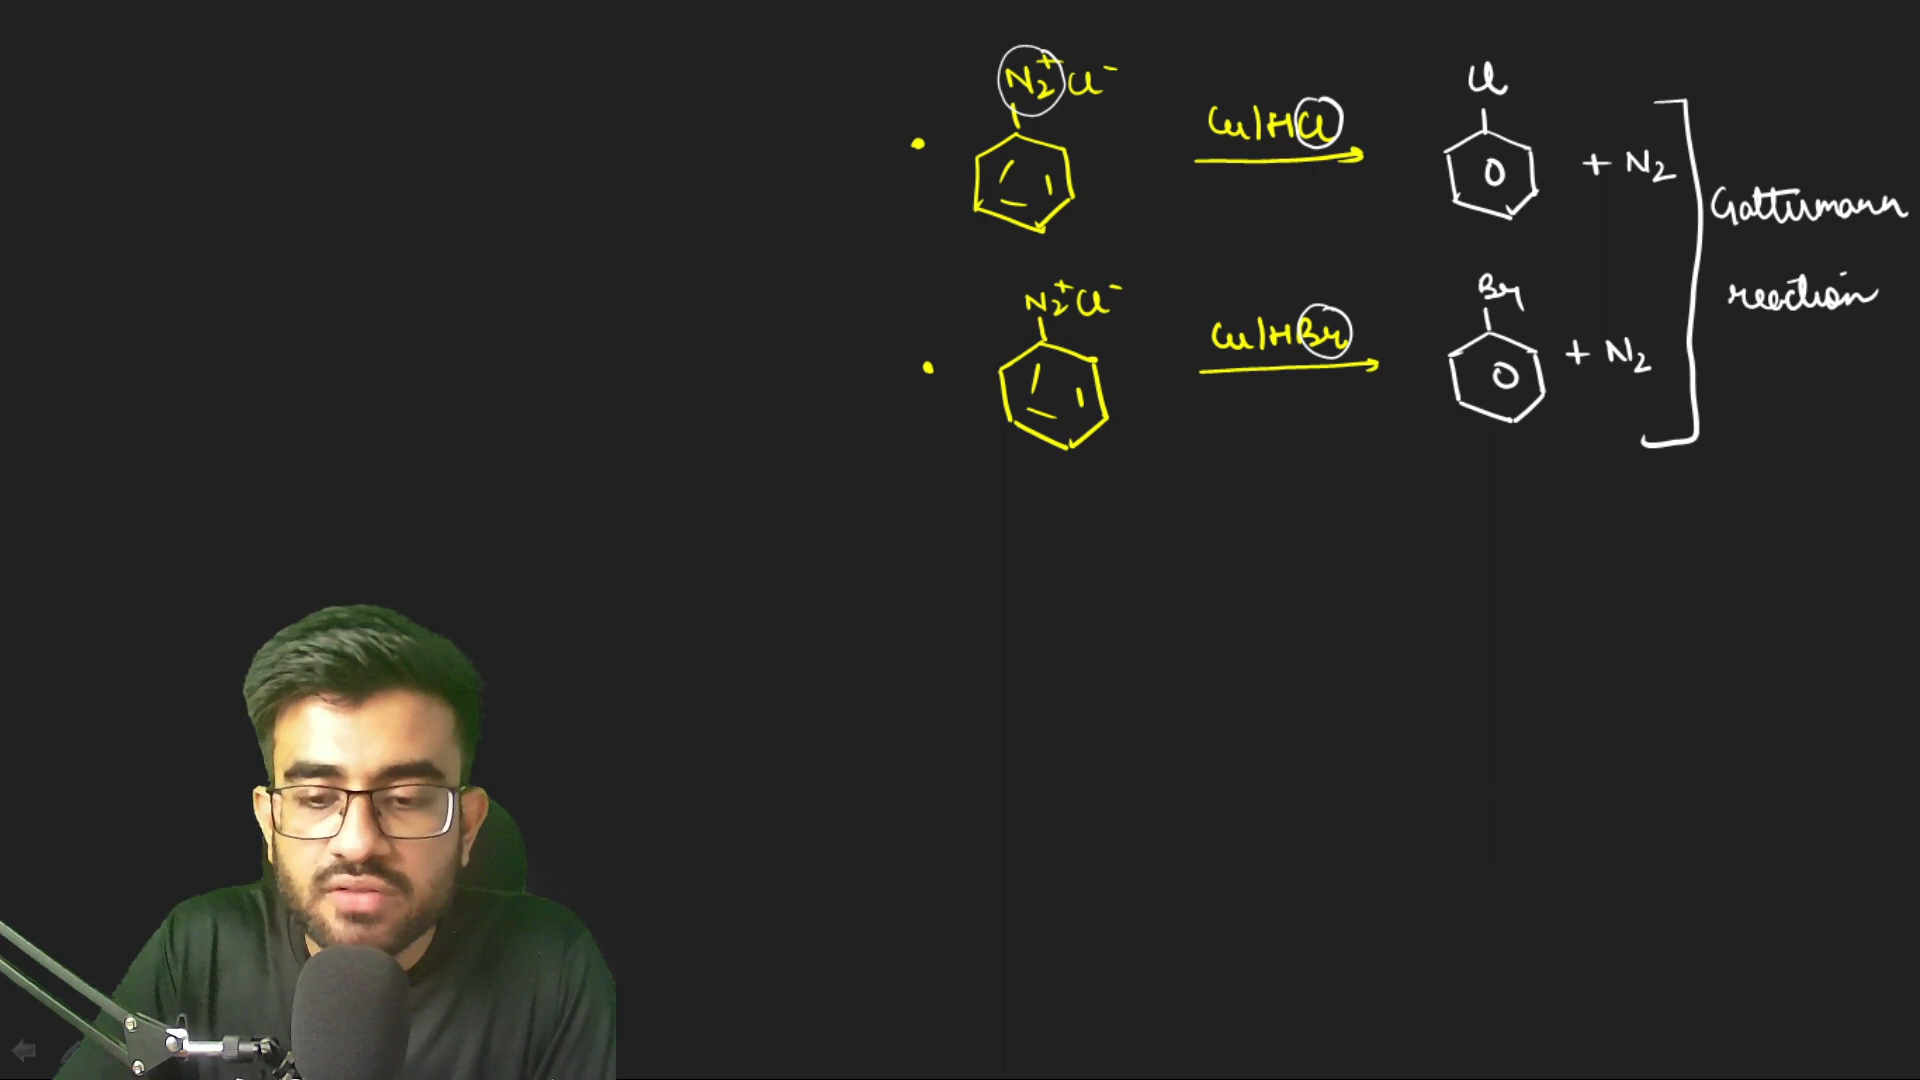 N₂⁺Cl⁻
Cu/HCl
Cl
+ N₂
Gattermann
reaction
N₂⁺Cl⁻
Cu/HBr
Br
+ N₂